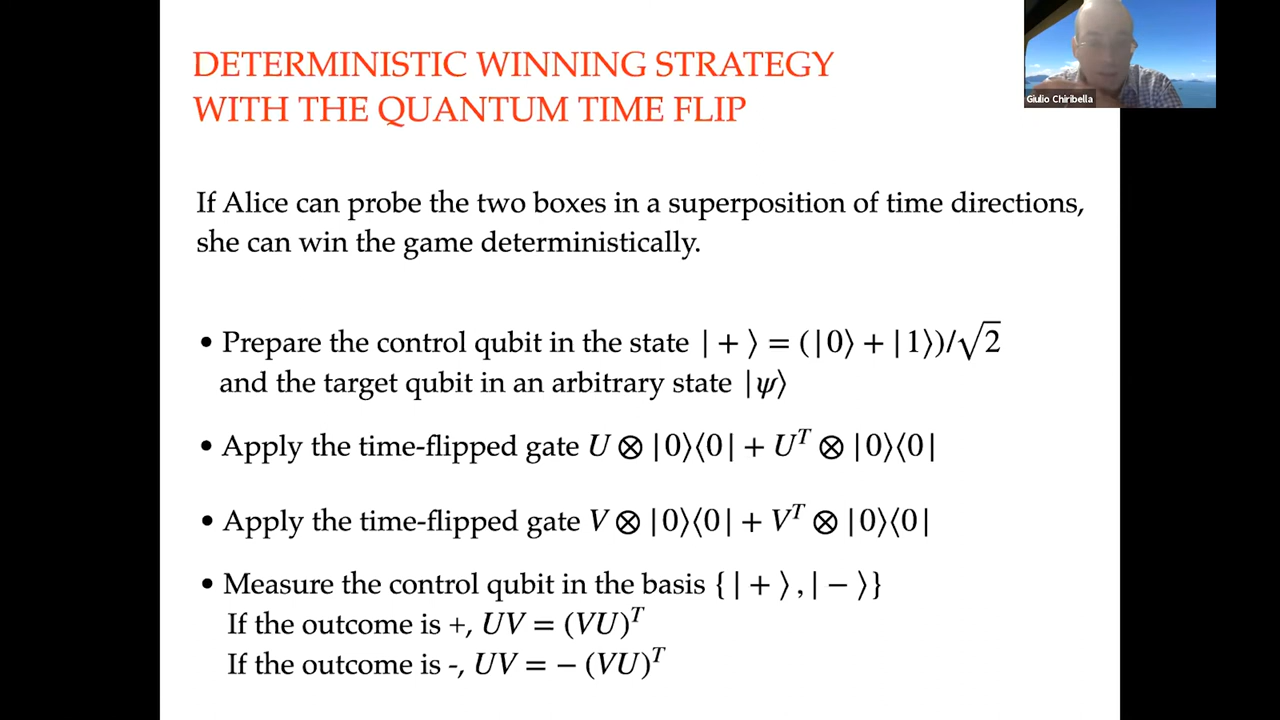 DETERMINISTIC WINNING STRATEGY
WITH THE QUANTUM TIME FLIP
Giulio Chiribella
If Alice can probe the two boxes in a superposition of time directions,
she can win the game deterministically.
• Prepare the control qubit in the state | + ⟩ = (|0⟩ + |1⟩)/√2
and the target qubit in an arbitrary state |ψ⟩
• Apply the time-flipped gate U ⊗ |0⟩⟨0| + Uᵀ ⊗ |0⟩⟨0|
• Apply the time-flipped gate V ⊗ |0⟩⟨0| + Vᵀ ⊗ |0⟩⟨0|
• Measure the control qubit in the basis {| + ⟩, | − ⟩}
If the outcome is +, UV = (VU)ᵀ
If the outcome is -, UV = − (VU)ᵀ